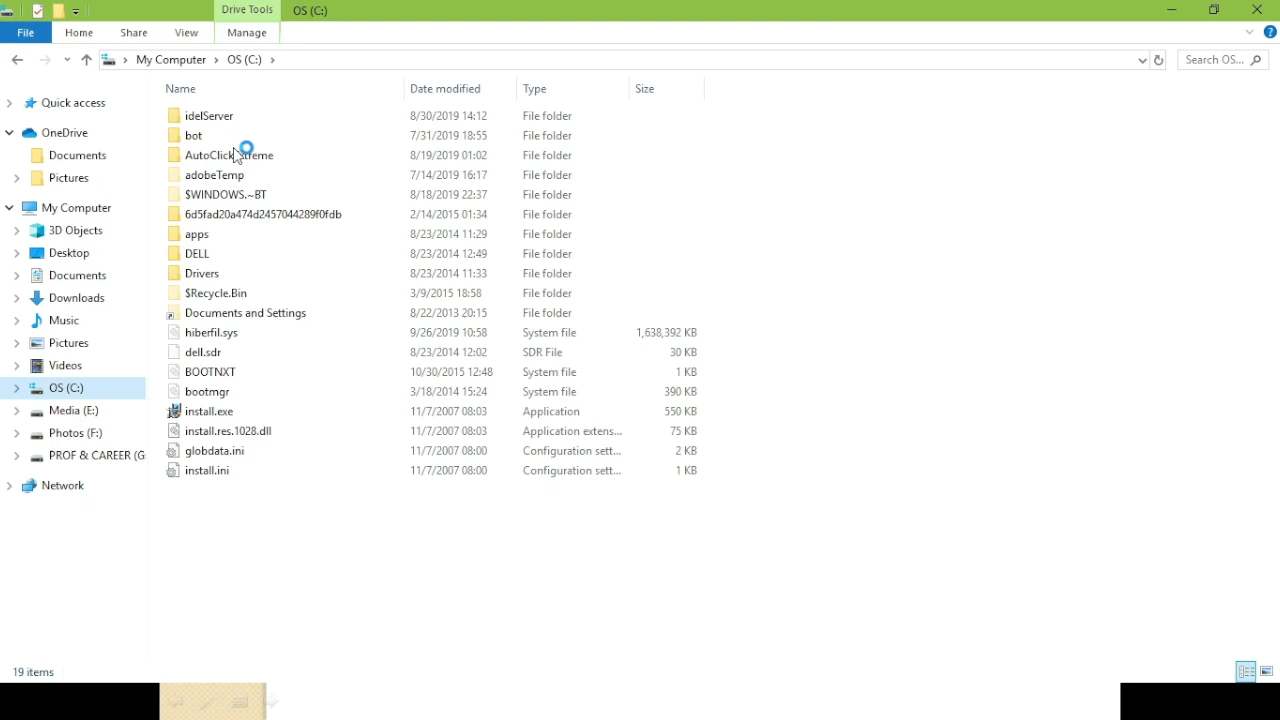 Drive Tools OS (C:)
File Home Share View Manage
My Computer OS (C:) Search OS...
Name Date modified Type Size
Quick access
OneDrive
Documents
Pictures
My Computer
3D Objects
Desktop
Documents
Downloads
Music
Pictures
Videos
OS (C:)
Media (E:)
Photos (F:)
PROF & CAREER (G
Network
idelServer 8/30/2019 14:12 File folder
bot 7/31/2019 18:55 File folder
8/19/2019 01:02 File folder
adobeTemp 7/14/2019 16:17 File folder
$WINDOWS.~BT 8/18/2019 22:37 File folder
6d5fad20a474d2457044289f0fdb 2/14/2015 01:34 File folder
apps 8/23/2014 11:29 File folder
DELL 8/23/2014 12:49 File folder
Drivers 8/23/2014 11:33 File folder
$Recycle.Bin 3/9/2015 18:58 File folder
Documents and Settings 8/22/2013 20:15 File folder
hiberfil.sys 9/26/2019 10:58 System file 1,638,392 KB
dell.sdr 8/23/2014 12:02 SDR File 30 KB
BOOTNXT 10/30/2015 12:48 System file 1 KB
bootmgr 3/18/2014 15:24 System file 390 KB
install.exe 11/7/2007 08:03 Application 550 KB
install.res.1028.dll 11/7/2007 08:03 Application extens... 75 KB
globdata.ini 11/7/2007 08:00 Configuration sett... 2 KB
install.ini 11/7/2007 08:00 Configuration sett... 1 KB
19 items